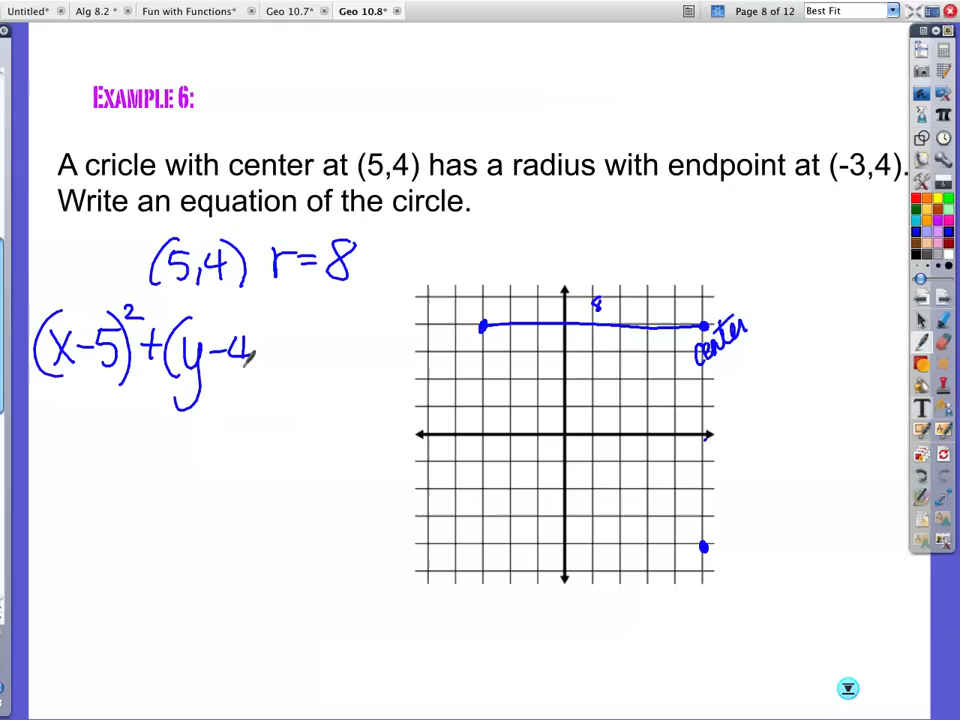 Untitled* Alg 8.2 * Fun with Functions* Geo 10.7* Geo 10.8* Page 8 of 12 Best Fit
EXAMPLE 6:
A cricle with center at (5,4) has a radius with endpoint at (-3,4).
Write an equation of the circle.
(5,4) r=8
(x-5)²+(y-4
8
center